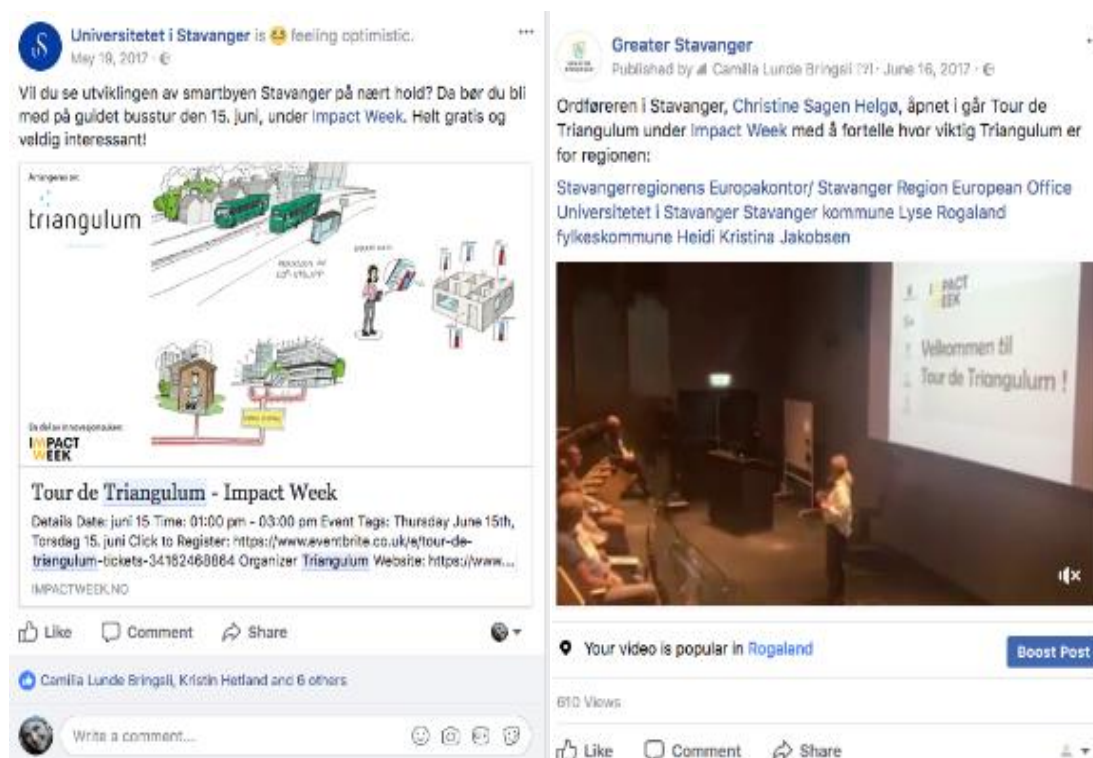 Universitetet i Stavanger is 😄 feeling optimistic.
May 19, 2017 ·
Vil du se utviklingen av smartbyen Stavanger på nært hold? Da bør du bli
med på guidet busstur den 15. juni, under Impact Week. Helt gratis og
veldig interessant!
Arrangeres av:
triangulum
En del av innovasjonsuken:
IMPACT
WEEK
Tour de Triangulum - Impact Week
Details Date: juni 15 Time: 01:00 pm - 03:00 pm Event Tags: Thursday June 15th,
Torsdag 15. juni Click to Register: https://www.eventbrite.co.uk/e/tour-de-
triangulum-tickets-34182468864 Organizer Triangulum Website: https://www...
IMPACTWEEK.NO
Like Comment Share
Camilla Lunde Bringsli, Kristin Hetland and 6 others
Write a comment...
Greater Stavanger
Published by Camilla Lunde Bringsli [?] · June 16, 2017 ·
Ordføreren i Stavanger, Christine Sagen Helgø, åpnet i går Tour de
Triangulum under Impact Week med å fortelle hvor viktig Triangulum er
for regionen:
Stavangerregionens Europakontor/ Stavanger Region European Office
Universitetet i Stavanger Stavanger kommune Lyse Rogaland
fylkeskommune Heidi Kristina Jakobsen
IMPACT
WEEK
Velkommen til
Tour de Triangulum !
Your video is popular in Rogaland
Boost Post
610 Views
Like Comment Share